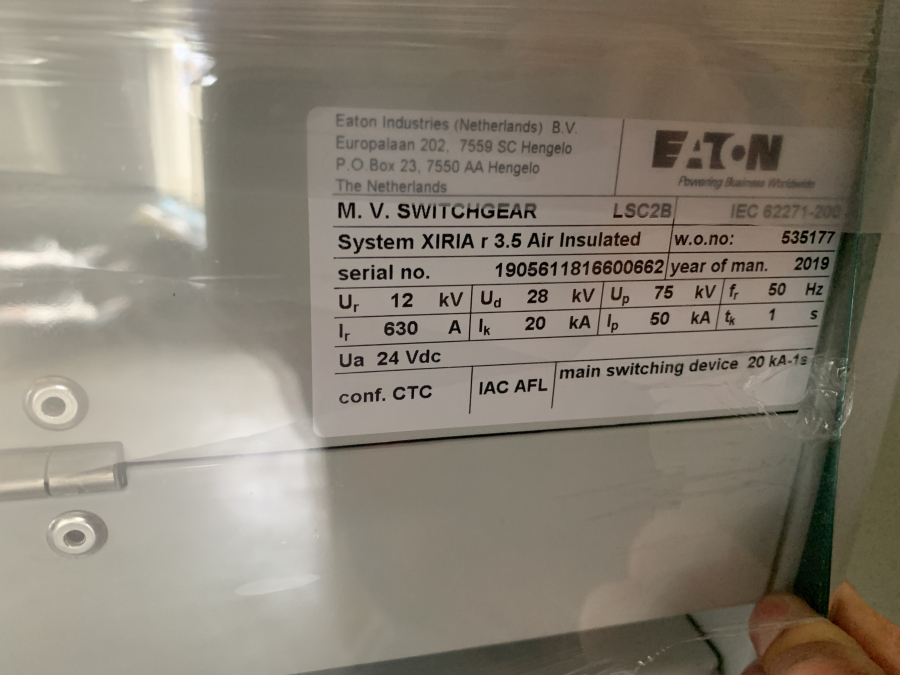 Eaton Industries (Netherlands) B.V.
Europalaan 202, 7559 SC Hengelo
P.O Box 23, 7550 AA Hengelo
The Netherlands
EATON
Powering Business Worldwide
M. V. SWITCHGEAR LSC2B IEC 62271-200
System XIRIA r 3.5 Air Insulated w.o.no: 535177
serial no. 1905611816600662 year of man. 2019
Ur 12 kV Ud 28 kV Up 75 kV fr 50 Hz
Ir 630 A Ik 20 kA Ip 50 kA tk 1 s
Ua 24 Vdc
conf. CTC IAC AFL main switching device 20 kA-1s